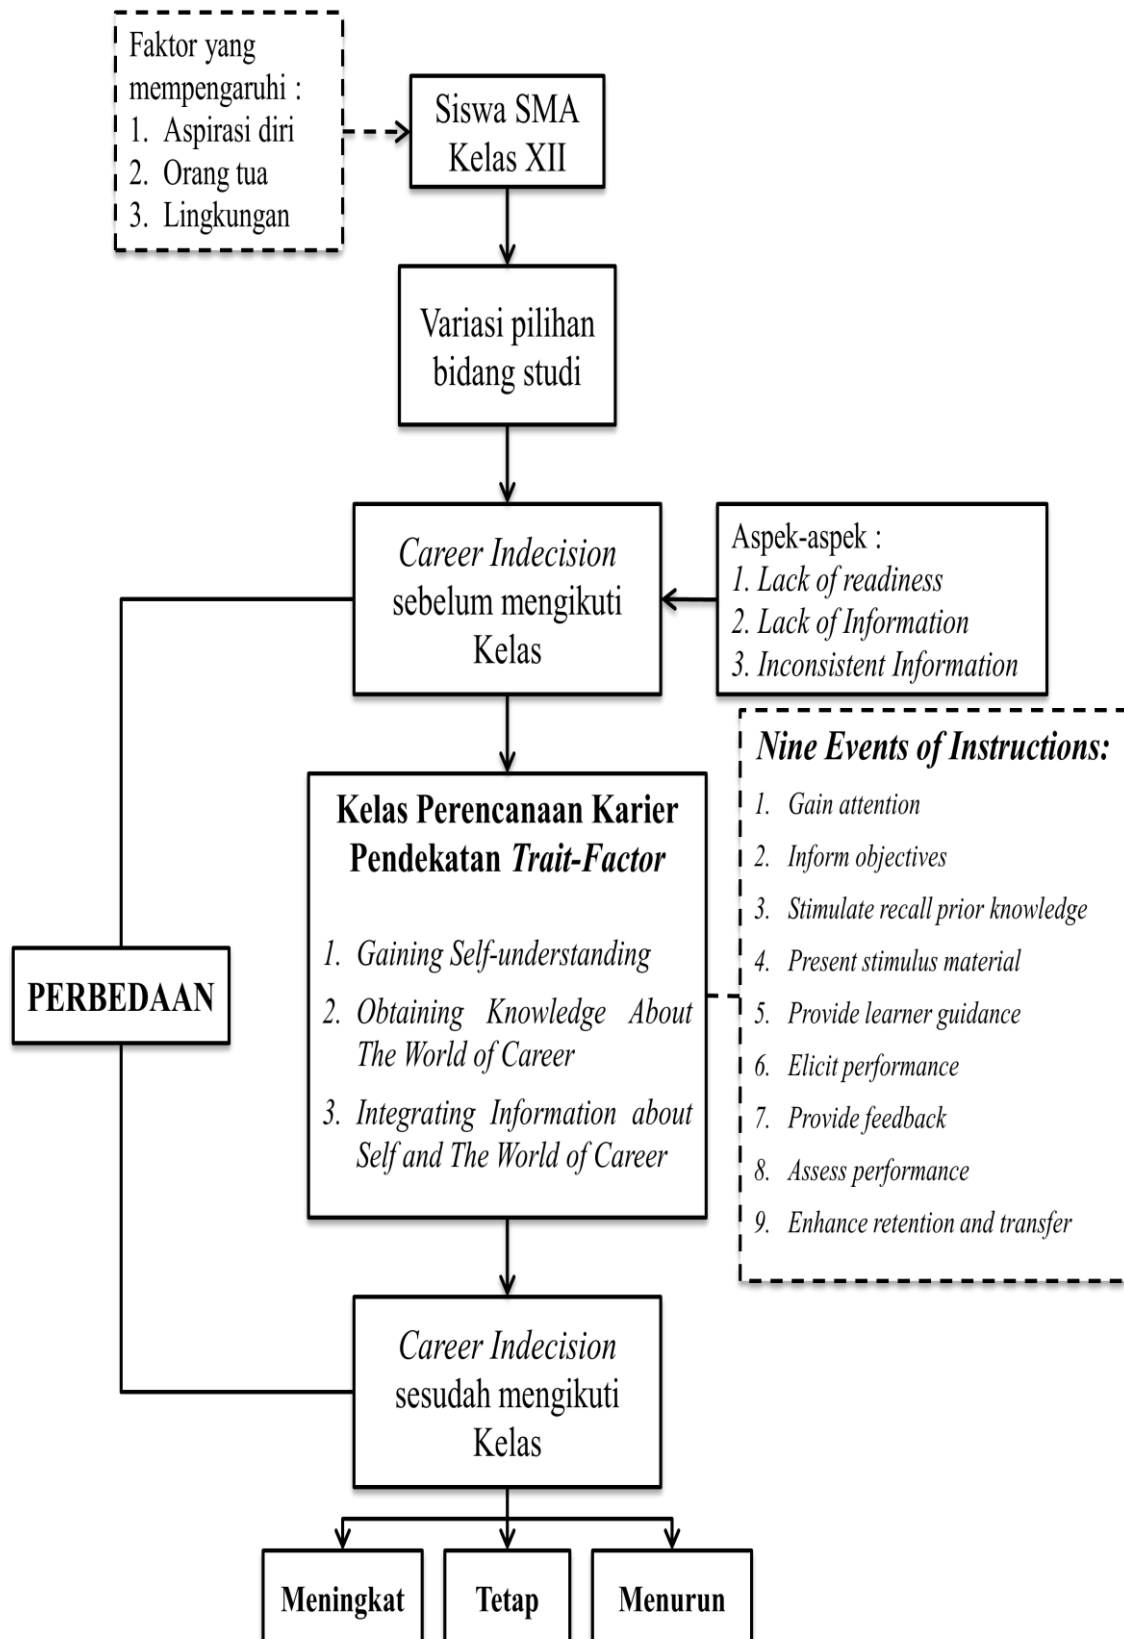 Faktor yang
mempengaruhi :
1. Aspirasi diri
2. Orang tua
3. Lingkungan
Siswa SMA
Kelas XII
Variasi pilihan
bidang studi
Career Indecision
sebelum mengikuti
Kelas
Aspek-aspek :
1. Lack of readiness
2. Lack of Information
3. Inconsistent Information
Kelas Perencanaan Karier
Pendekatan Trait-Factor
1. Gaining Self-understanding
2. Obtaining Knowledge About
The World of Career
3. Integrating Information about
Self and The World of Career
Nine Events of Instructions:
1. Gain attention
2. Inform objectives
3. Stimulate recall prior knowledge
4. Present stimulus material
5. Provide learner guidance
6. Elicit performance
7. Provide feedback
8. Assess performance
9. Enhance retention and transfer
PERBEDAAN
Career Indecision
sesudah mengikuti
Kelas
Meningkat
Tetap
Menurun